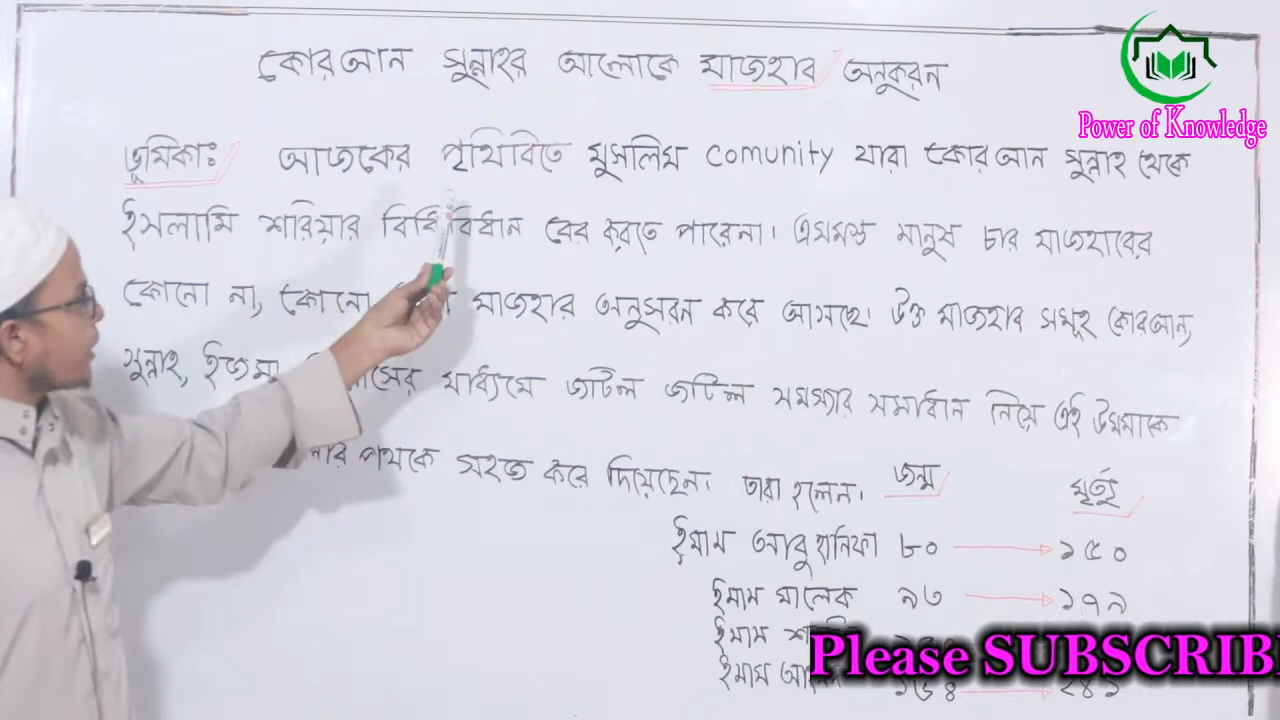 কোরআন সুন্নাহর আলোকে মাজহাব অনুকরন
Power of Knowledge
ভূমিকাঃ আজকের পৃথিবিতে মুসলিম comunity যারা কোরআন সুন্নাহ থেকে
ইসলামি শরিয়ার বিধিবিধান বের করতে পারেনা। এসমস্ত মানুষ চার মাজহাবের
কোনো না, কোনো মাজহাব অনুসরন করে আসছে। উক্ত মাজহাব সমূহ কোরআন,
সুন্নাহ, ইজমা মাধ্যমে জটিল জটিল সমস্যার সমাধান নিয়ে এই উম্মমাকে
পথকে সহজ করে দিয়েছেন। তারা হলেন। জন্ম মৃর্ত্যু
ইমাম আবু হানিফা ৮০ ১৫০
ইমাম মালেক ৯৩ ১৭৯
ইমাম
ইমাম ১৬৪ ২৪১
Please SUBSCRIB